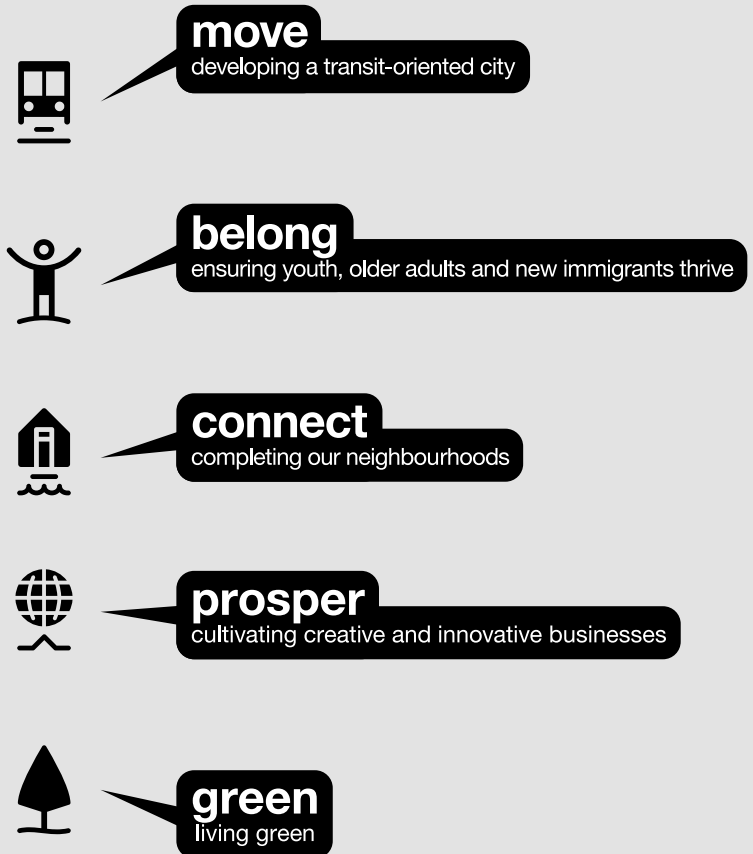 move
developing a transit-oriented city
belong
ensuring youth, older adults and new immigrants thrive
connect
completing our neighbourhoods
prosper
cultivating creative and innovative businesses
green
living green